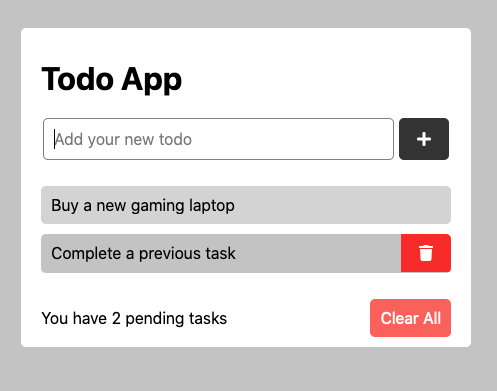 Todo App
Add your new todo
Buy a new gaming laptop
Complete a previous task
You have 2 pending tasks
Clear All